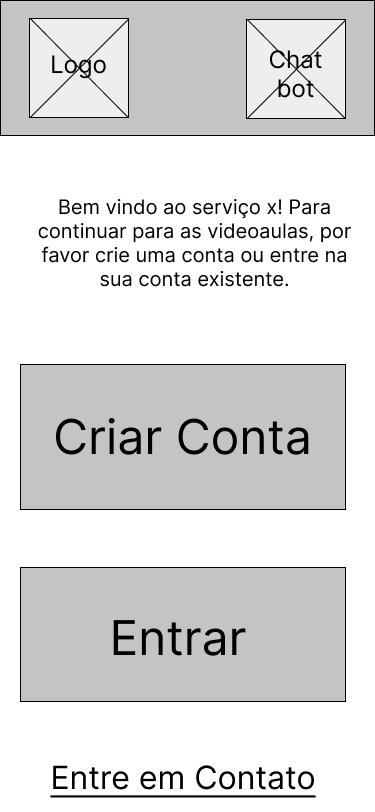 Logo
Chat
bot
Bem vindo ao serviço x! Para
continuar para as videoaulas, por
favor crie uma conta ou entre na
sua conta existente.
Criar Conta
Entrar
Entre em Contato